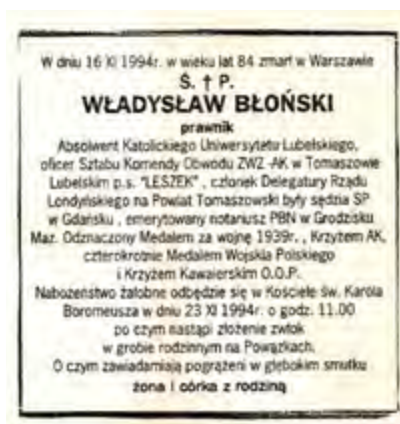 W dniu 16 XI 1994r. w wieku lat 84 zmarł w Warszawie
Ś. † P.
WŁADYSŁAW BŁOŃSKI
prawnik
Absolwent Katolickiego Uniwersytetu Lubelskiego,
oficer Sztabu Komendy Obwodu ZWZ -AK w Tomaszowie
Lubelskim p.s. "LESZEK" , członek Delegatury Rządu
Londyńskiego na Powiat Tomaszowski były sędzia SP
w Gdańsku , emerytowany notariusz PBN w Grodzisku
Maz. Odznaczony Medalem za wojnę 1939r. , Krzyżem AK,
czterokrotnie Medalem Wojska Polskiego
i Krzyżem Kawalerskim O.O.P.
Nabożeństwo żałobne odbędzie się w Kościele św. Karola
Boromeusza w dniu 23 XI 1994r. o godz. 11.00
po czym nastąpi złożenie zwłok
w grobie rodzinnym na Powązkach.
O czym zawiadamiają pogrążeni w głębokim smutku
żona i córka z rodziną